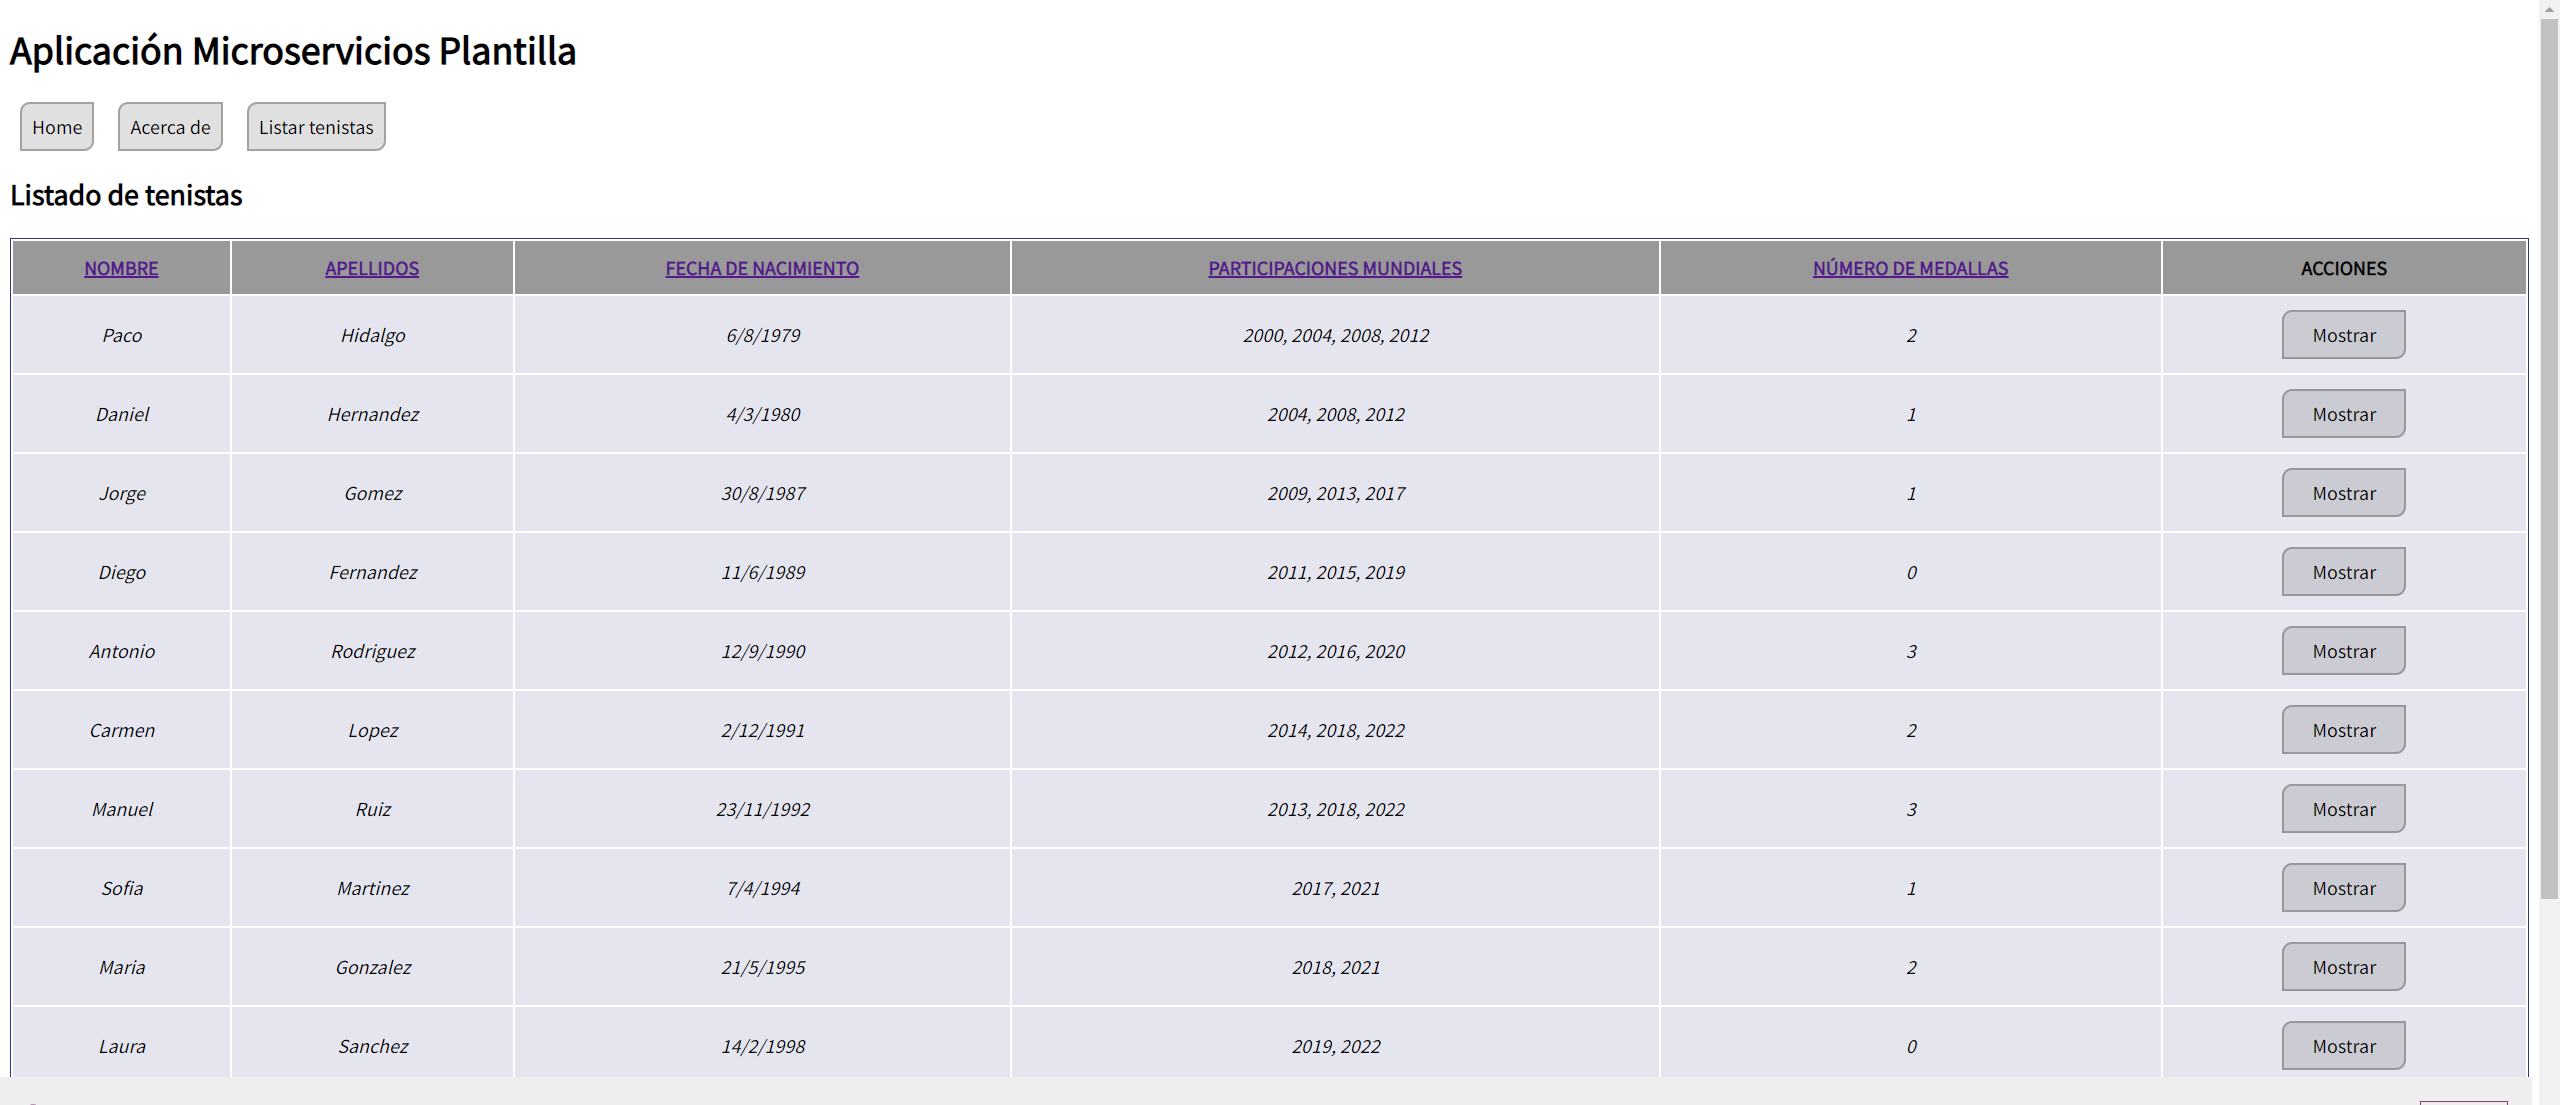 Aplicación Microservicios Plantilla
Home Acerca de Listar tenistas
Listado de tenistas
NOMBRE APELLIDOS FECHA DE NACIMIENTO PARTICIPACIONES MUNDIALES NÚMERO DE MEDALLAS ACCIONES
Paco Hidalgo 6/8/1979 2000, 2004, 2008, 2012 2 Mostrar
Daniel Hernandez 4/3/1980 2004, 2008, 2012 1 Mostrar
Jorge Gomez 30/8/1987 2009, 2013, 2017 1 Mostrar
Diego Fernandez 11/6/1989 2011, 2015, 2019 0 Mostrar
Antonio Rodriguez 12/9/1990 2012, 2016, 2020 3 Mostrar
Carmen Lopez 2/12/1991 2014, 2018, 2022 2 Mostrar
Manuel Ruiz 23/11/1992 2013, 2018, 2022 3 Mostrar
Sofia Martinez 7/4/1994 2017, 2021 1 Mostrar
Maria Gonzalez 21/5/1995 2018, 2021 2 Mostrar
Laura Sanchez 14/2/1998 2019, 2022 0 Mostrar